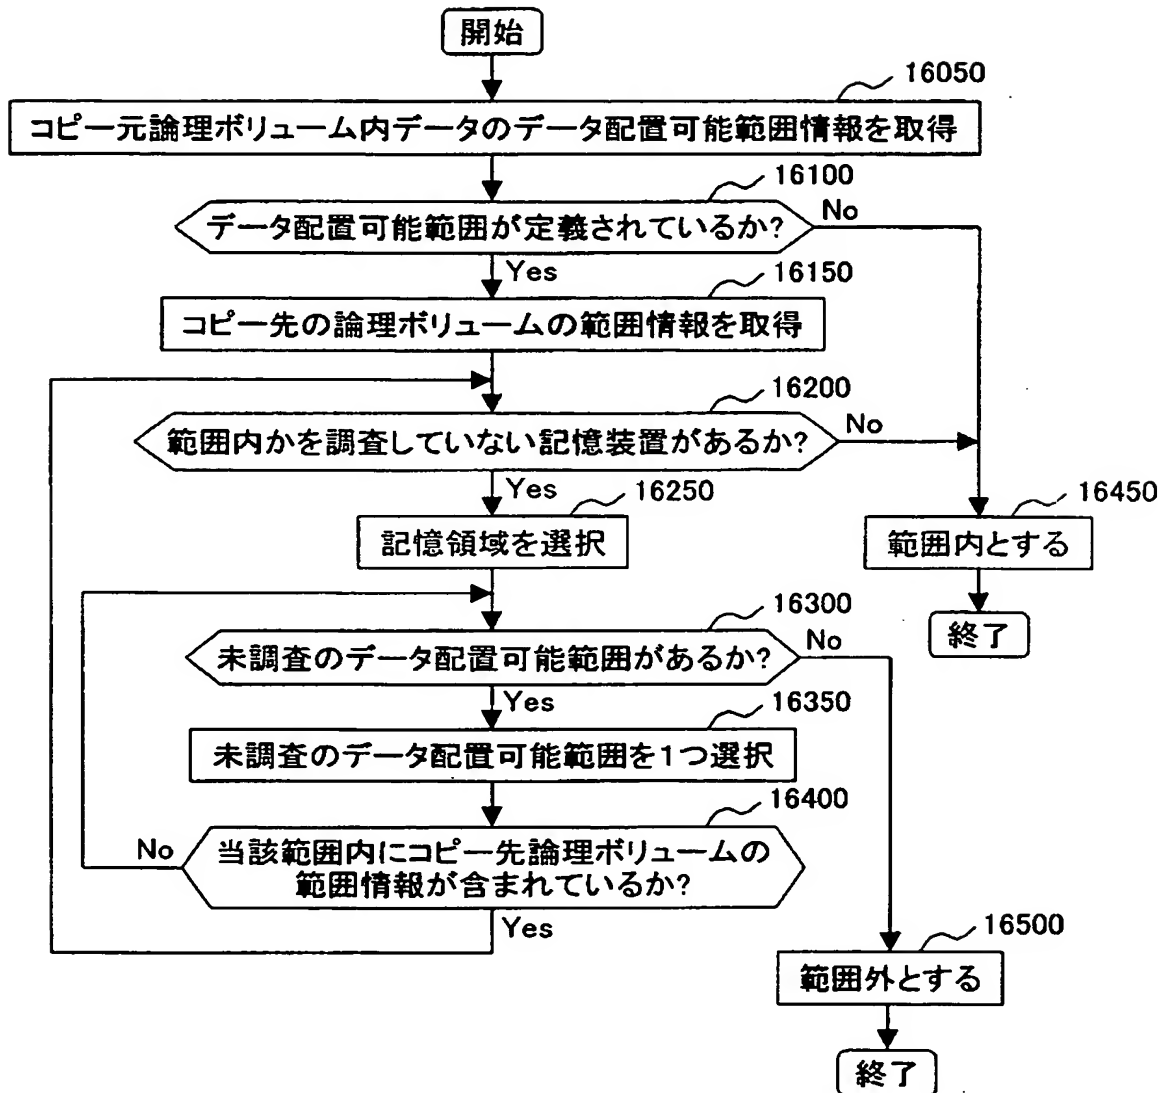 開始
16050
コピー元論理ボリューム内データのデータ配置可能範囲情報を取得
16100
データ配置可能範囲が定義されているか?
No
Yes
16150
コピー先の論理ボリュームの範囲情報を取得
16200
範囲内かを調査していない記憶装置があるか?
No
Yes
16250
記憶領域を選択
16450
範囲内とする
終了
16300
未調査のデータ配置可能範囲があるか?
No
Yes
16350
未調査のデータ配置可能範囲を1つ選択
16400
当該範囲内にコピー先論理ボリュームの
範囲情報が含まれているか?
No
Yes
16500
範囲外とする
終了